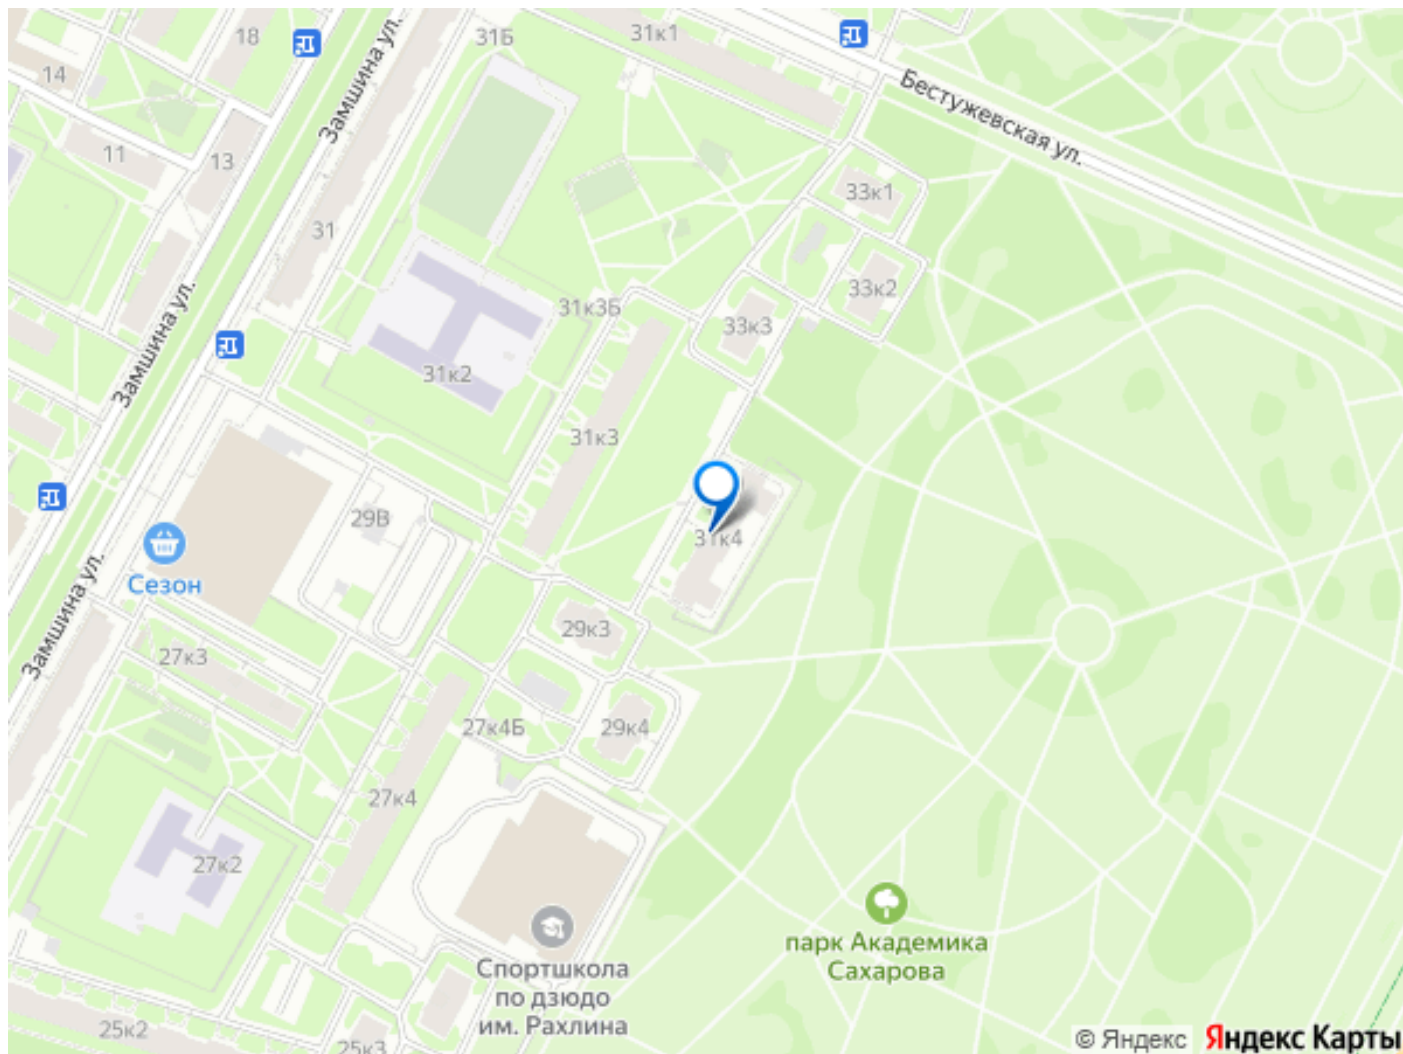 18
31Б
31к1
14
Замшина ул.
Бестужевская ул.
11
13
33к1
31
33к2
Замшина ул.
31к3Б
33к3
31к2
31к3
29В
31к4
Сезон
Замшина ул.
29к3
27к3
27к4Б
29к4
27к4
27к2
парк Академика
Сахарова
Спортшкола
по дзюдо
им. Рахлина
25к2
25к3
© Яндекс
Яндекс Карты